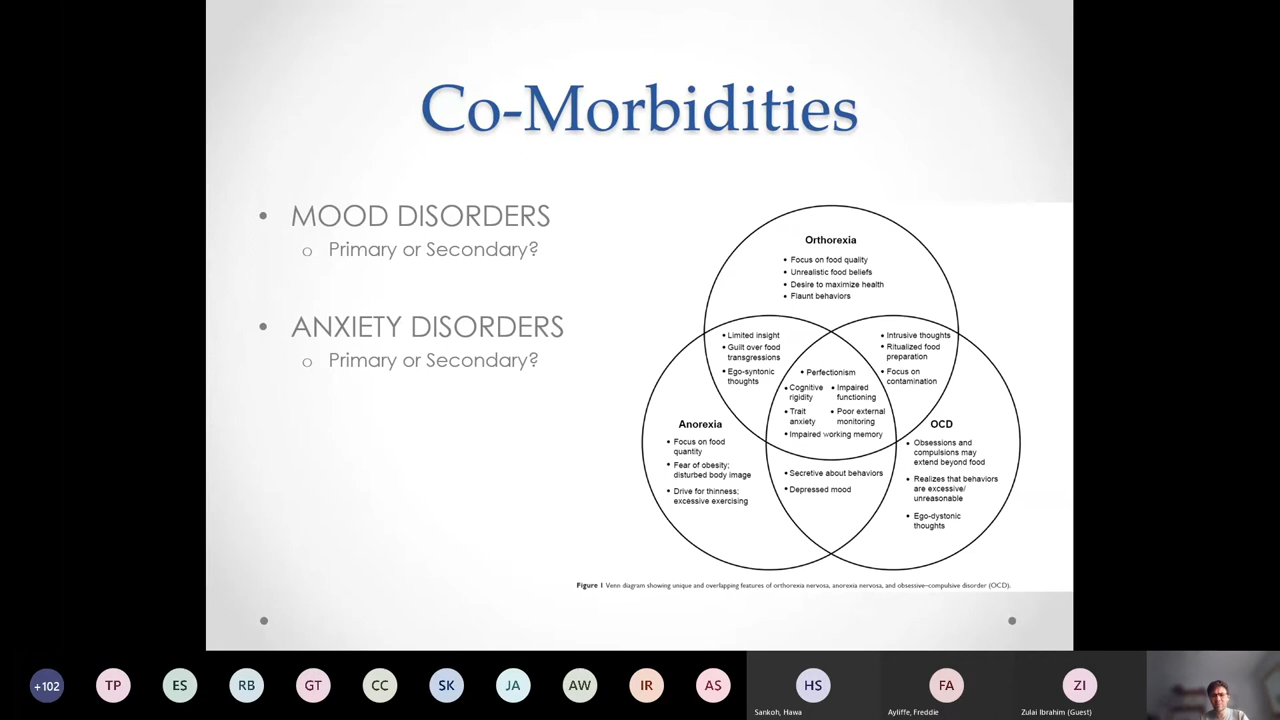 Co-Morbidities
• MOOD DISORDERS
o Primary or Secondary?
• ANXIETY DISORDERS
o Primary or Secondary?
Orthorexia
• Focus on food quality
• Unrealistic food beliefs
• Desire to maximize health
• Flaunt behaviors
• Limited insight
• Guilt over food
transgressions
• Ego-syntonic
thoughts
• Intrusive thoughts
• Ritualized food
preparation
• Focus on
contamination
• Perfectionism
• Cognitive
rigidity
• Impaired
functioning
• Trait
anxiety
• Poor external
monitoring
• Impaired working memory
Anorexia
• Focus on food
quantity
• Fear of obesity;
disturbed body image
• Drive for thinness;
excessive exercising
• Secretive about behaviors
• Depressed mood
OCD
• Obsessions and
compulsions may
extend beyond food
• Realizes that behaviors
are excessive/
unreasonable
• Ego-dystonic
thoughts
Figure 1 Venn diagram showing unique and overlapping features of orthorexia nervosa, anorexia nervosa, and obsessive–compulsive disorder (OCD).
+102
TP
ES
RB
GT
CC
SK
JA
AW
IR
AS
HS
FA
ZI
Sankoh, Hawa
Ayliffe, Freddie
Zulai Ibrahim (Guest)